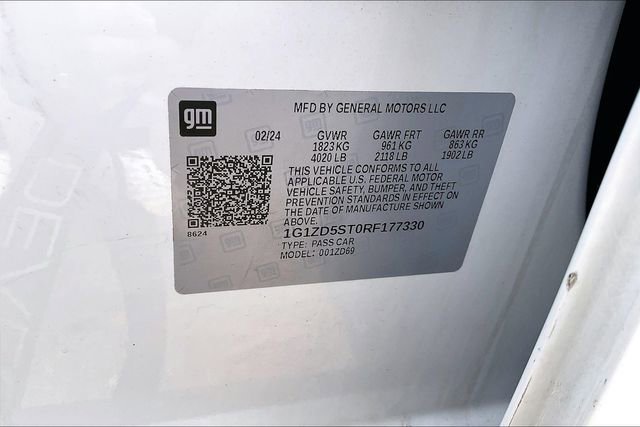 gm
MFD BY GENERAL MOTORS LLC
02/24 GVWR GAWR FRT GAWR RR
1823 KG 961 KG 863 KG
4020 LB 2118 LB 1902 LB
THIS VEHICLE CONFORMS TO ALL
APPLICABLE U.S. FEDERAL MOTOR
VEHICLE SAFETY, BUMPER, AND THEFT
PREVENTION STANDARDS IN EFFECT ON
THE DATE OF MANUFACTURE SHOWN
ABOVE.
8624
1G1ZD5ST0RF177330
TYPE: PASS CAR
MODEL: 001ZD69